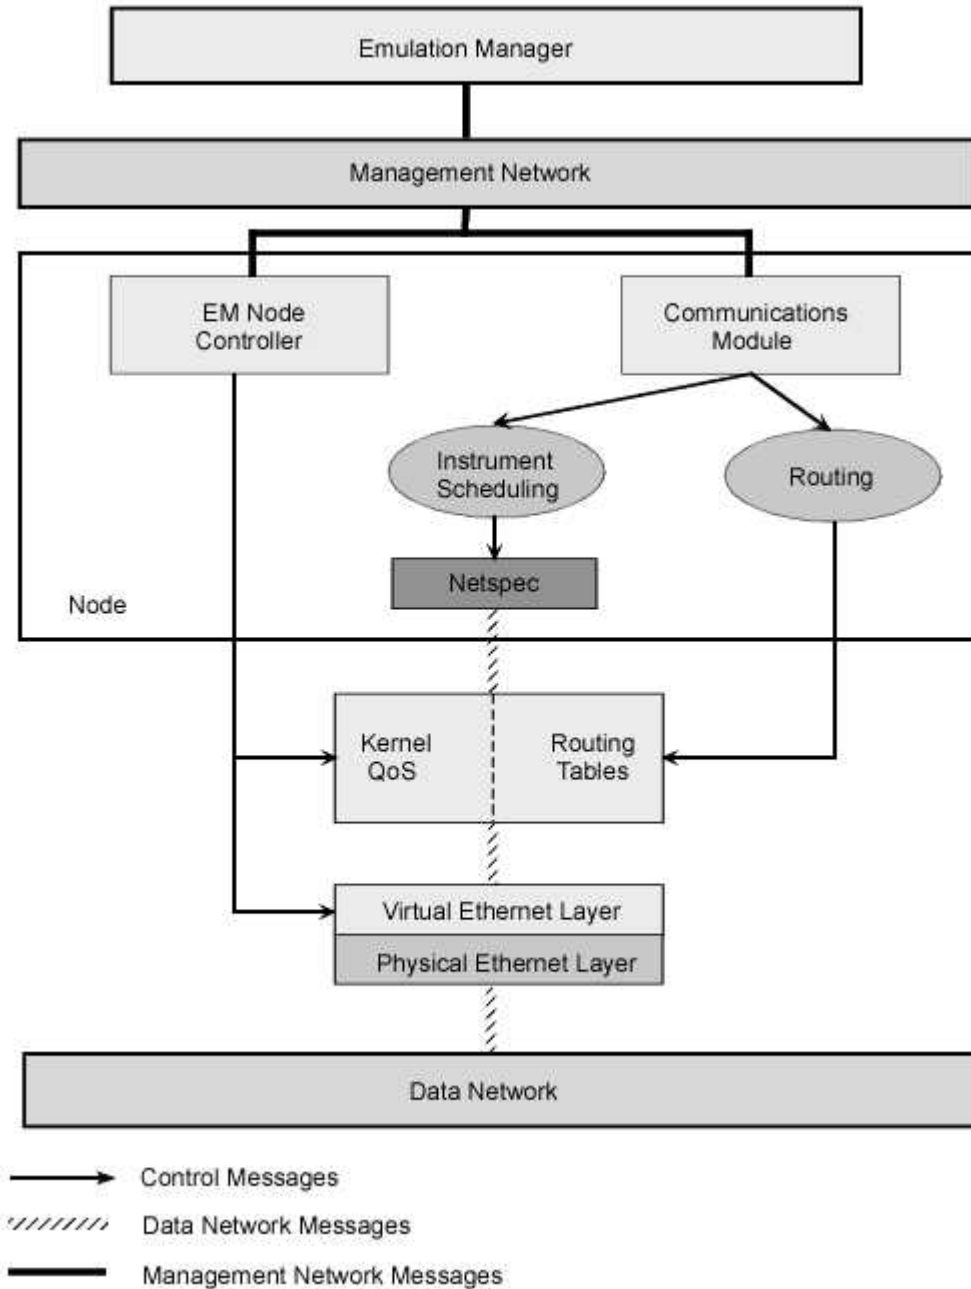 Emulation Manager
Management Network
EM Node
Controller
Communications
Module
Instrument
Scheduling
Routing
Netspec
Node
Kernel
QoS
Routing
Tables
Virtual Ethernet Layer
Physical Ethernet Layer
Data Network
Control Messages
Data Network Messages
Management Network Messages